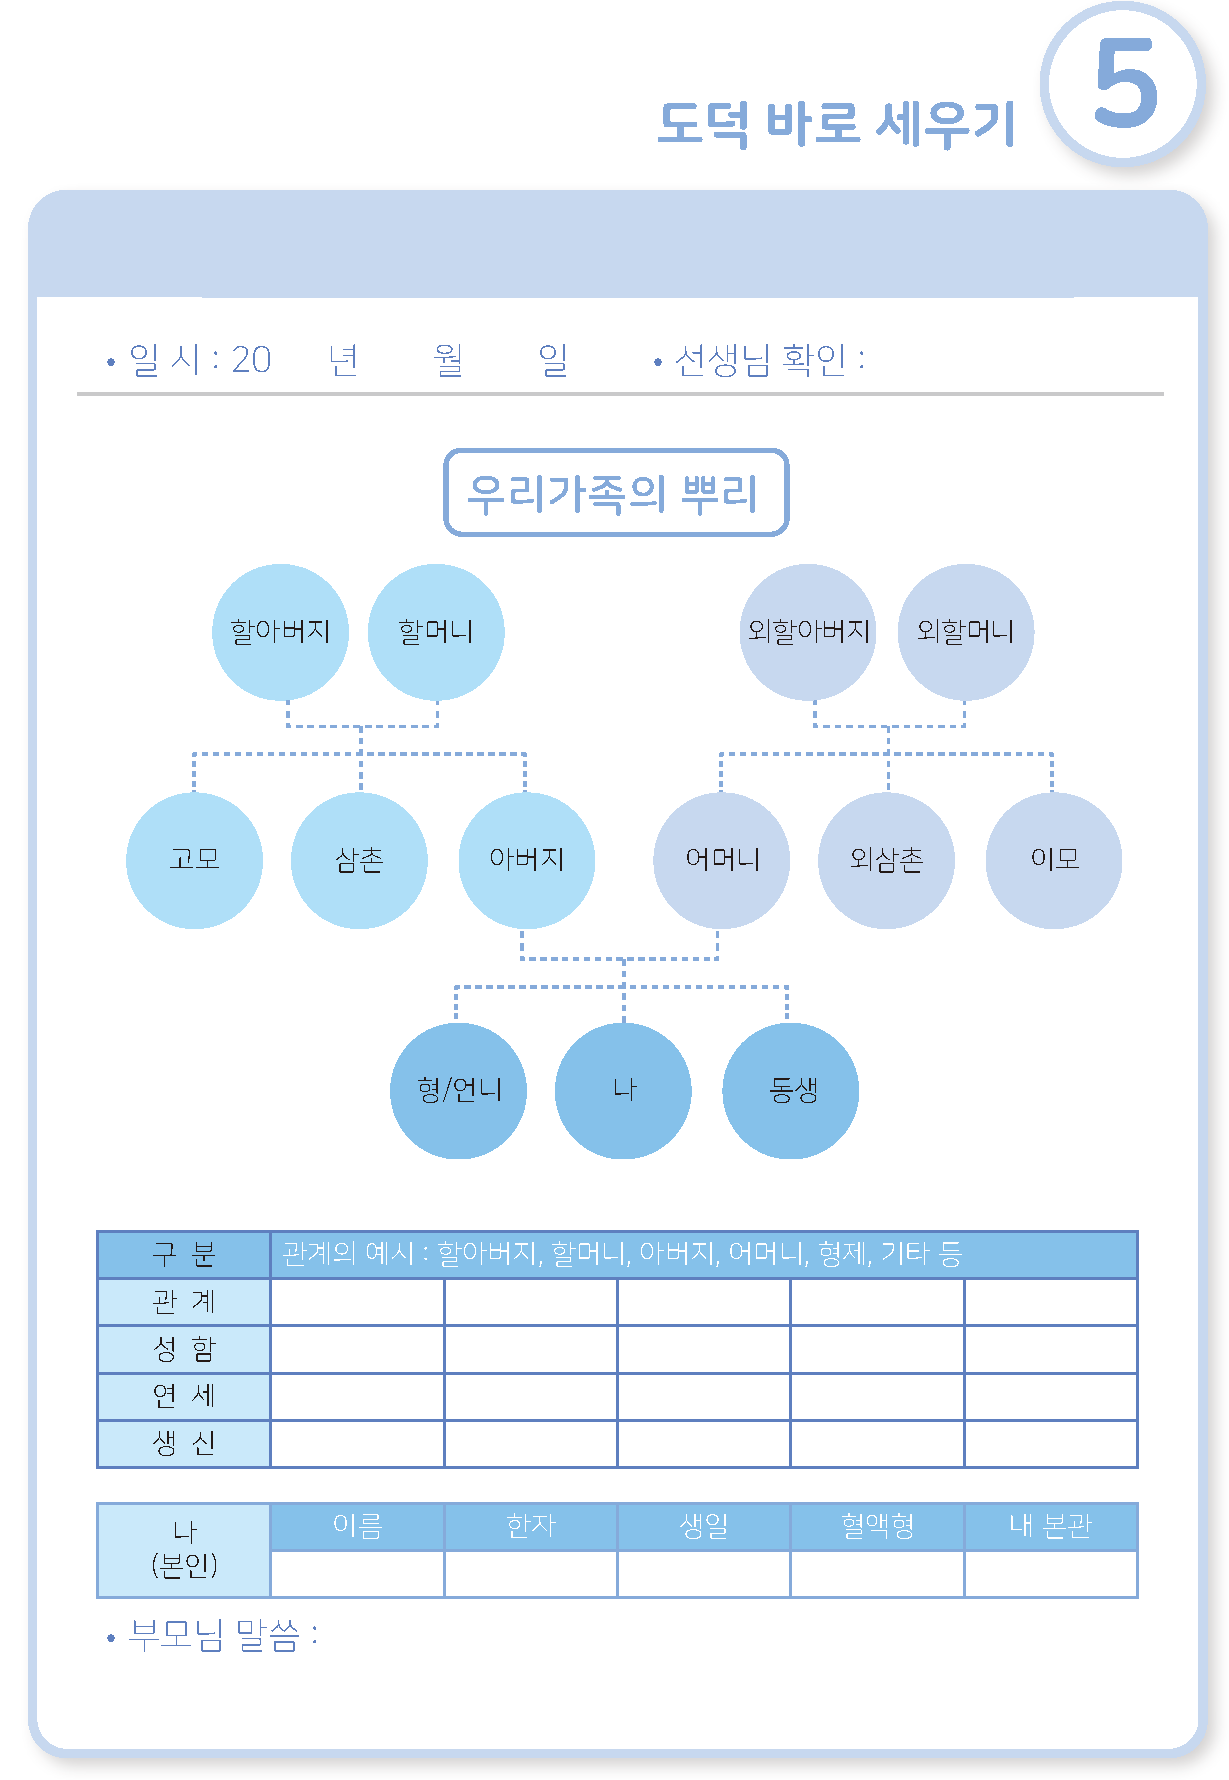 도덕 바로 세우기 5
• 일 시 : 20 년 월 일 • 선생님 확인 :
우리가족의 뿌리
할아버지 할머니 외할아버지 외할머니
고모 삼촌 아버지 어머니 외삼촌 이모
형/언니 나 동생
구 분 관계의 예시 : 할아버지, 할머니, 아버지, 어머니, 형제, 기타 등
관 계
성 함
연 세
생 신
나 이름 한자 생일 혈액형 내 본관
(본인)
• 부모님 말씀 :